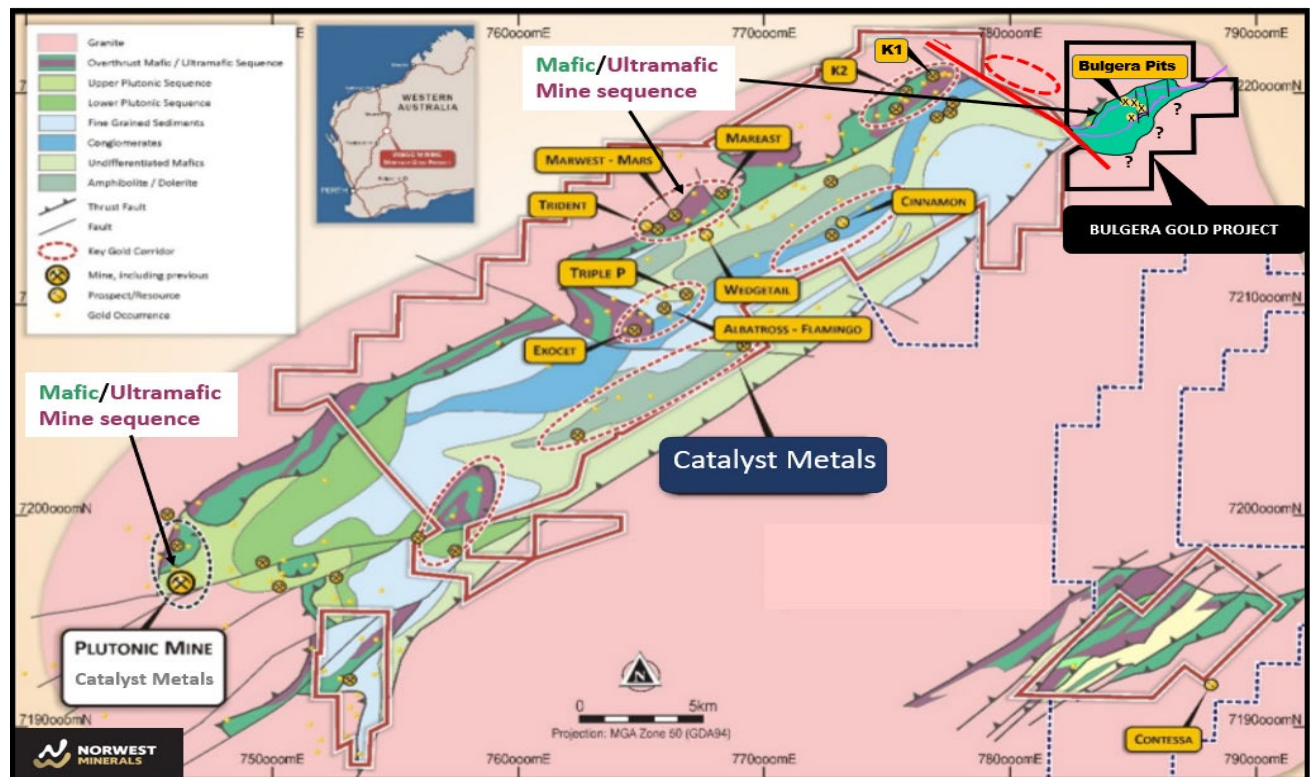 760000mE
770000mE
780000mE
790000mE
Granite
Overthrust Mafic / Ultramafic Sequence
Upper Plutonic Sequence
Lower Plutonic Sequence
Fine Grained Sediments
Conglomerates
Undifferentiated Mafics
Amphibolite / Dolerite
Thrust Fault
Fault
Key Gold Corridor
Mine, including previous
Prospect/Resource
Gold Occurrence
WESTERN
AUSTRALIA
PERTH
Mafic/Ultramafic
Mine sequence
K1
K2
Bulgera Pits
7220000mN
?
?
?
BULGERA GOLD PROJECT
MAREAST
MARWEST - MARS
TRIDENT
CINNAMON
TRIPLE P
WEDGETAIL
7210000mN
ALBATROSS - FLAMINGO
EXOCET
Mafic/Ultramafic
Mine sequence
Catalyst Metals
7200000mN
7200000mN
PLUTONIC MINE
Catalyst Metals
N
0 5km
Projection: MGA Zone 50 (GDA94)
7190000mN
7190000mN
CONTESSA
NORWEST
MINERALS
750000mE
760000mE
770000mE
780000mE
790000mE